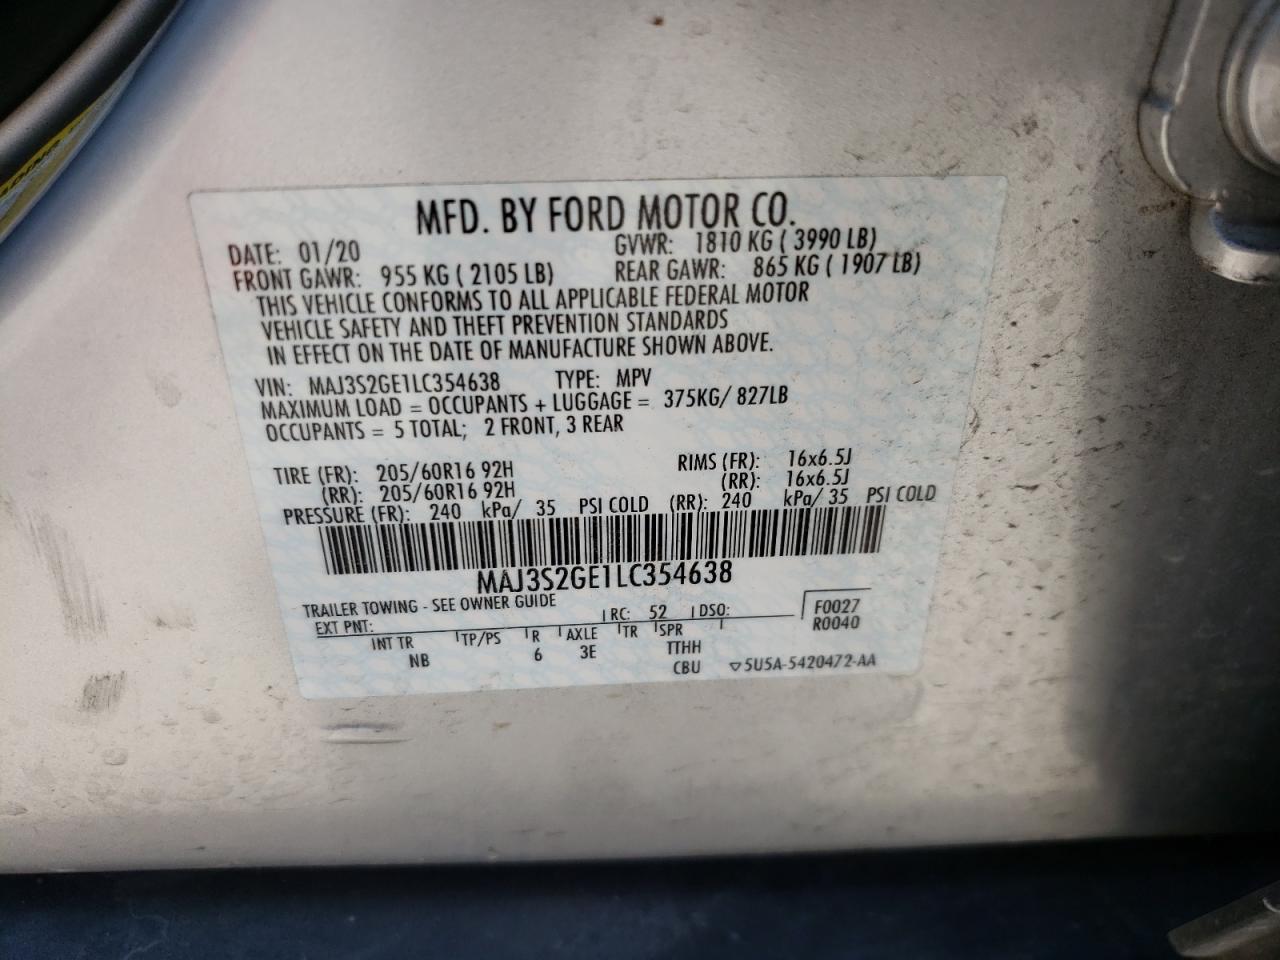 MFD. BY FORD MOTOR CO.
DATE: 01/20 GVWR: 1810 KG ( 3990 LB)
FRONT GAWR: 955 KG ( 2105 LB) REAR GAWR: 865 KG ( 1907 LB)
THIS VEHICLE CONFORMS TO ALL APPLICABLE FEDERAL MOTOR
VEHICLE SAFETY AND THEFT PREVENTION STANDARDS
IN EFFECT ON THE DATE OF MANUFACTURE SHOWN ABOVE.
VIN: MAJ3S2GE1LC354638 TYPE: MPV
MAXIMUM LOAD = OCCUPANTS + LUGGAGE = 375KG/ 827LB
OCCUPANTS = 5 TOTAL; 2 FRONT, 3 REAR
TIRE (FR): 205/60R16 92H RIMS (FR): 16x6.5J
(RR): 205/60R16 92H (RR): 16x6.5J
PRESSURE (FR): 240 kPa/ 35 PSI COLD (RR): 240 kPa/ 35 PSI COLD
MAJ3S2GE1LC354638
TRAILER TOWING - SEE OWNER GUIDE
EXT PNT: RC: 52 DSO: F0027
R0040
INT TR TP/PS R AXLE TR SPR
NB 6 3E TTHH
CBU ▽5U5A-5420472-AA